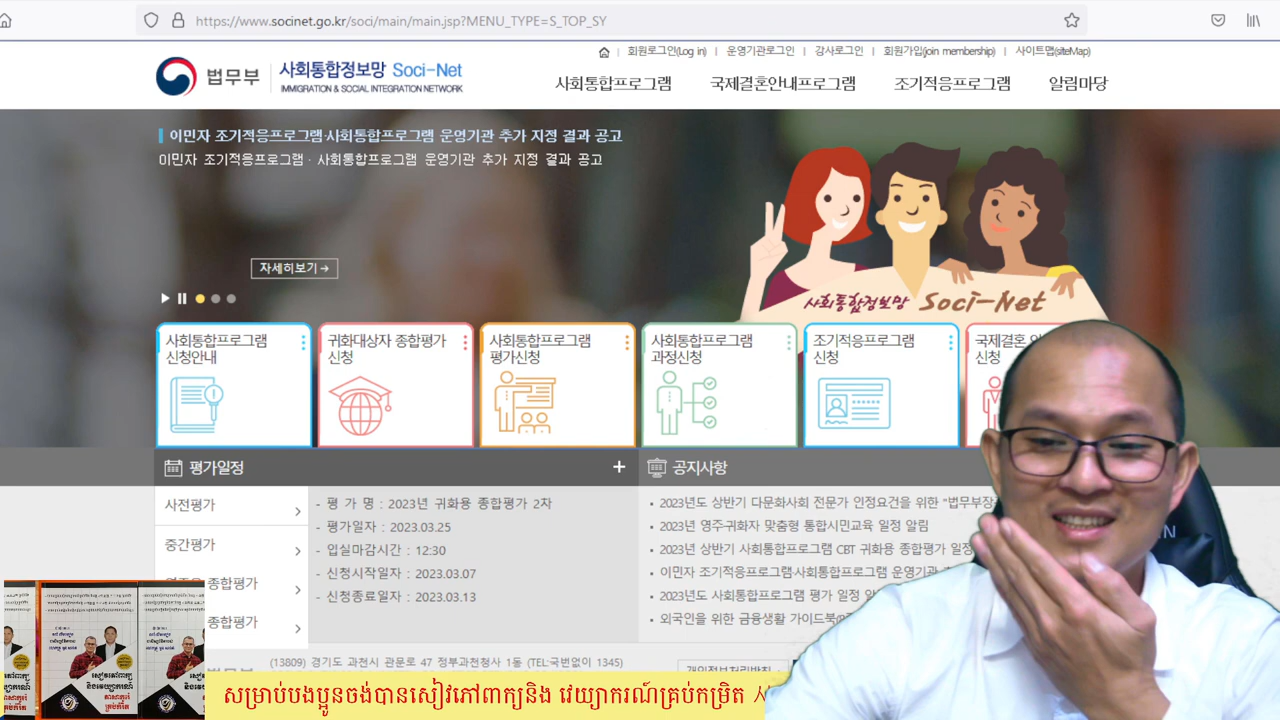 https://www.socinet.go.kr/soci/main/main.jsp?MENU_TYPE=S_TOP_SY
회원로그인(Log in) | 운영기관로그인 | 강사로그인 | 회원가입(join membership) | 사이트맵(siteMap)
법무부 사회통합정보망 Soci-Net
IMMIGRATION & SOCIAL INTEGRATION NETWORK
사회통합프로그램 국제결혼안내프로그램 조기적응프로그램 알림마당
이민자 조기적응프로그램·사회통합프로그램 운영기관 추가 지정 결과 공고
이민자 조기적응프로그램· 사회통합프로그램 운영기관 추가 지정 결과 공고
자세히보기 →
사회통합정보망 Soci-Net
사회통합프로그램
신청안내
귀화대상자 종합평가
신청
사회통합프로그램
평가신청
사회통합프로그램
과정신청
조기적응프로그램
신청
국제결혼
신청
평가일정 +
사전평가
중간평가
종합평가
종합평가
- 평 가 명 : 2023년 귀화용 종합평가 2차
- 평가일자 : 2023.03.25
- 입실마감시간 : 12:30
- 신청시작일자 : 2023.03.07
- 신청종료일자 : 2023.03.13
공지사항
2023년도 상반기 다문화사회 전문가 인정요건을 위한 "법무부장
2023년 영주귀화자 맞춤형 통합시민교육 일정 알림
2023년 상반기 사회통합프로그램 CBT 귀화용 종합평가 일정
이민자 조기적응프로그램·사회통합프로그램 운영기관
2023년도 사회통합프로그램 평가 일정
외국인을 위한 금융생활 가이드북
(13809) 경기도 과천시 관문로 47 정부과천청사 1동 (TEL:국번없이 1345)
개인정보처리방침
សម្រាប់បងប្អូនចង់បានសៀវភៅពាក្យនិង វេយ្យាករណ៍គ្រប់កម្រិត